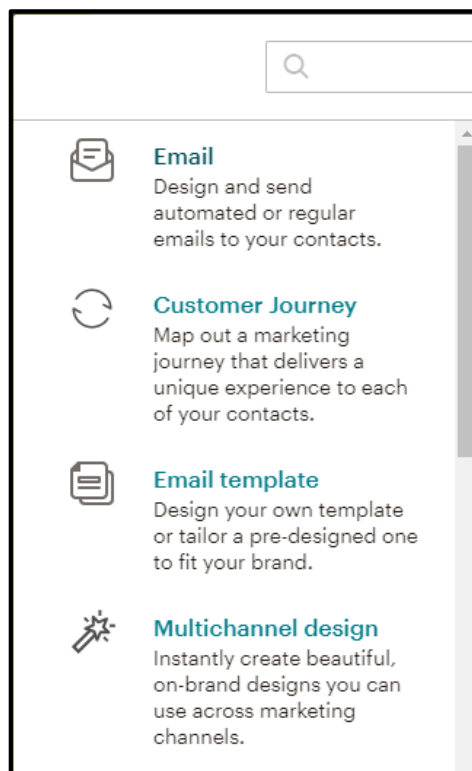 Email
Design and send
automated or regular
emails to your contacts.
Customer Journey
Map out a marketing
journey that delivers a
unique experience to each
of your contacts.
Email template
Design your own template
or tailor a pre-designed one
to fit your brand.
Multichannel design
Instantly create beautiful,
on-brand designs you can
use across marketing
channels.